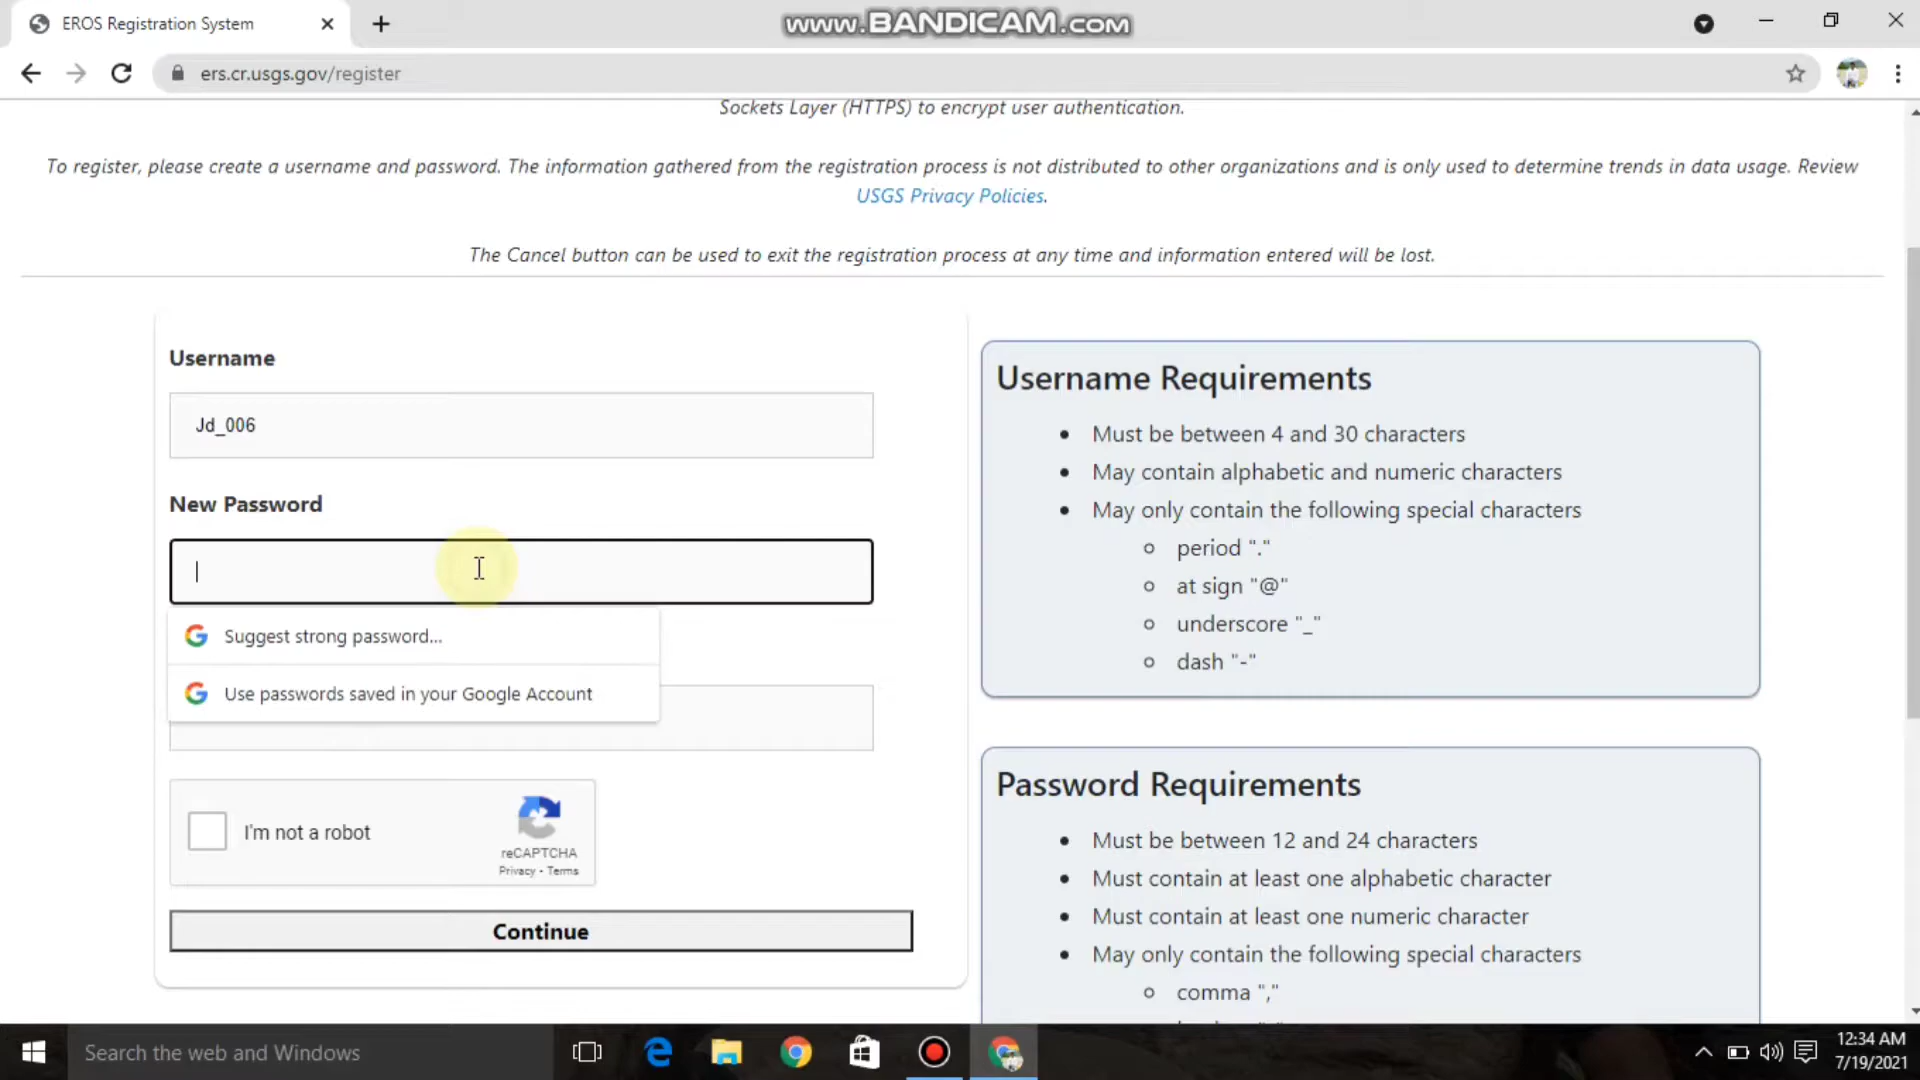 EROS Registration System
www.BANDICAM.com
ers.cr.usgs.gov/register
Sockets Layer (HTTPS) to encrypt user authentication.
To register, please create a username and password. The information gathered from the registration process is not distributed to other organizations and is only used to determine trends in data usage. Review
USGS Privacy Policies.
The Cancel button can be used to exit the registration process at any time and information entered will be lost.
Username
Jd_006
New Password
Suggest strong password...
Use passwords saved in your Google Account
I'm not a robot
reCAPTCHA
Privacy - Terms
Continue
Username Requirements
Must be between 4 and 30 characters
May contain alphabetic and numeric characters
May only contain the following special characters
period "."
at sign "@"
underscore "_"
dash "-"
Password Requirements
Must be between 12 and 24 characters
Must contain at least one alphabetic character
Must contain at least one numeric character
May only contain the following special characters
comma ","
Search the web and Windows
12:34 AM
7/19/2021